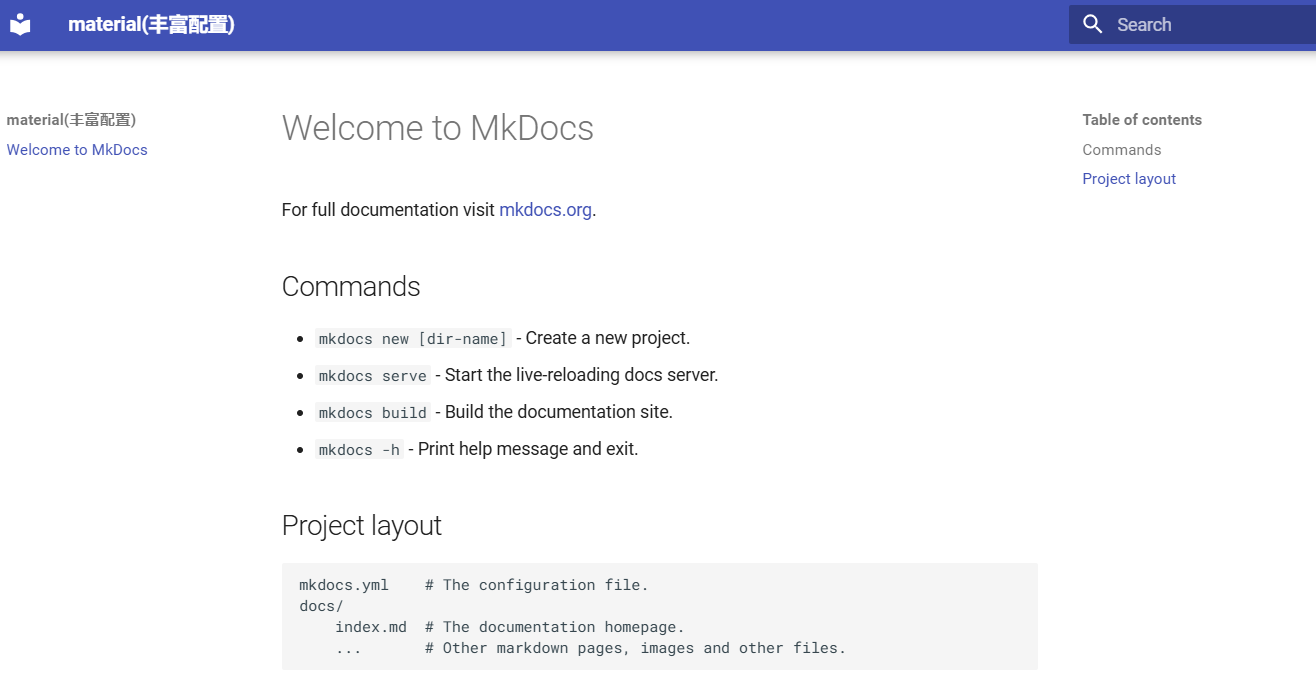 material(丰富配置)
Search
material(丰富配置)
Welcome to MkDocs
Welcome to MkDocs
For full documentation visit mkdocs.org.
Commands
mkdocs new [dir-name] - Create a new project.
mkdocs serve - Start the live-reloading docs server.
mkdocs build - Build the documentation site.
mkdocs -h - Print help message and exit.
Project layout
mkdocs.yml    # The configuration file.
docs/
    index.md  # The documentation homepage.
    ...       # Other markdown pages, images and other files.
Table of contents
Commands
Project layout